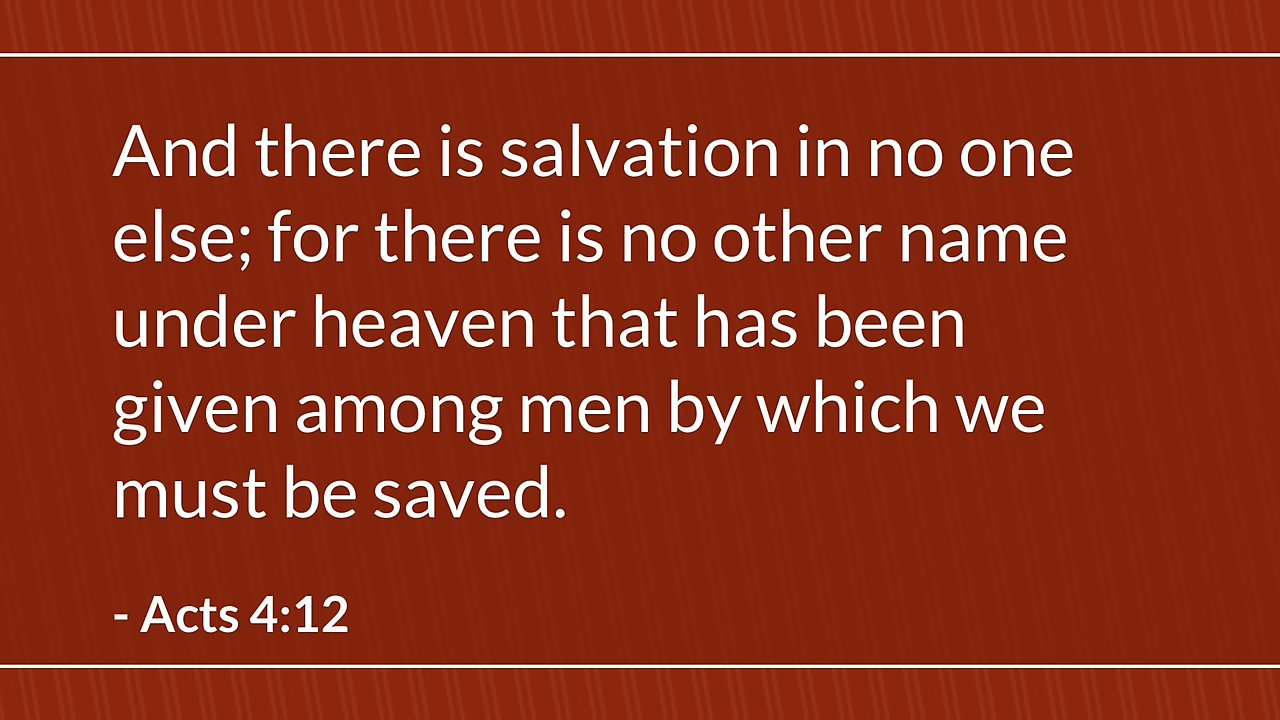 And there is salvation in no one
else; for there is no other name
under heaven that has been
given among men by which we
must be saved.
- Acts 4:12